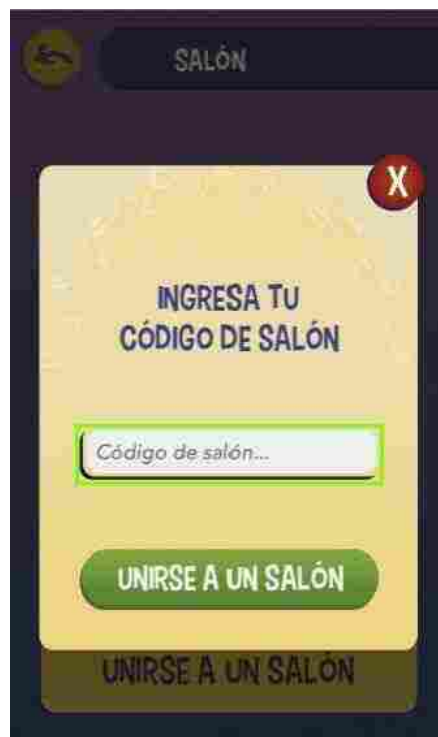 SALÓN
X
INGRESA TU
CÓDIGO DE SALÓN
Código de salón...
UNIRSE A UN SALÓN
UNIRSE A UN SALÓN